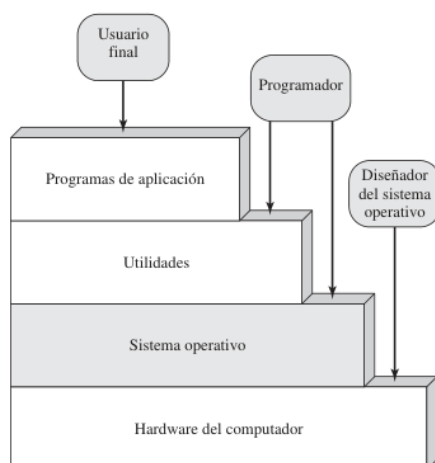 Usuario
final
Programador
Diseñador
del sistema
operativo
Programas de aplicación
Utilidades
Sistema operativo
Hardware del computador